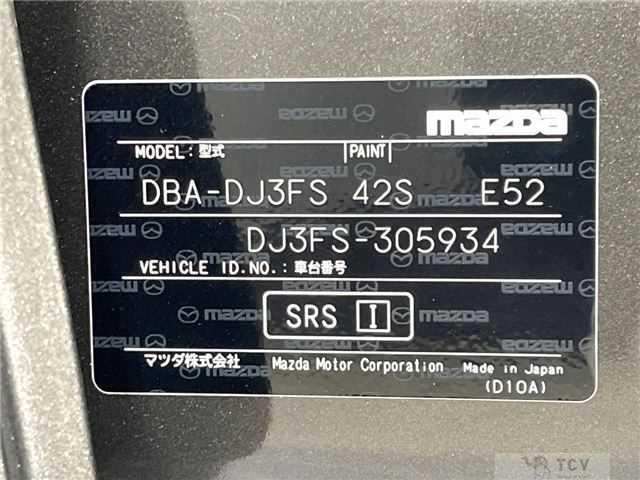 mazda
MODEL:型式 PAINT
DBA-DJ3FS 42S E52
DJ3FS-305934
VEHICLE ID.NO.:車台番号
SRS I
マツダ株式会社 Mazda Motor Corporation Made in Japan
(D10A)
TCV